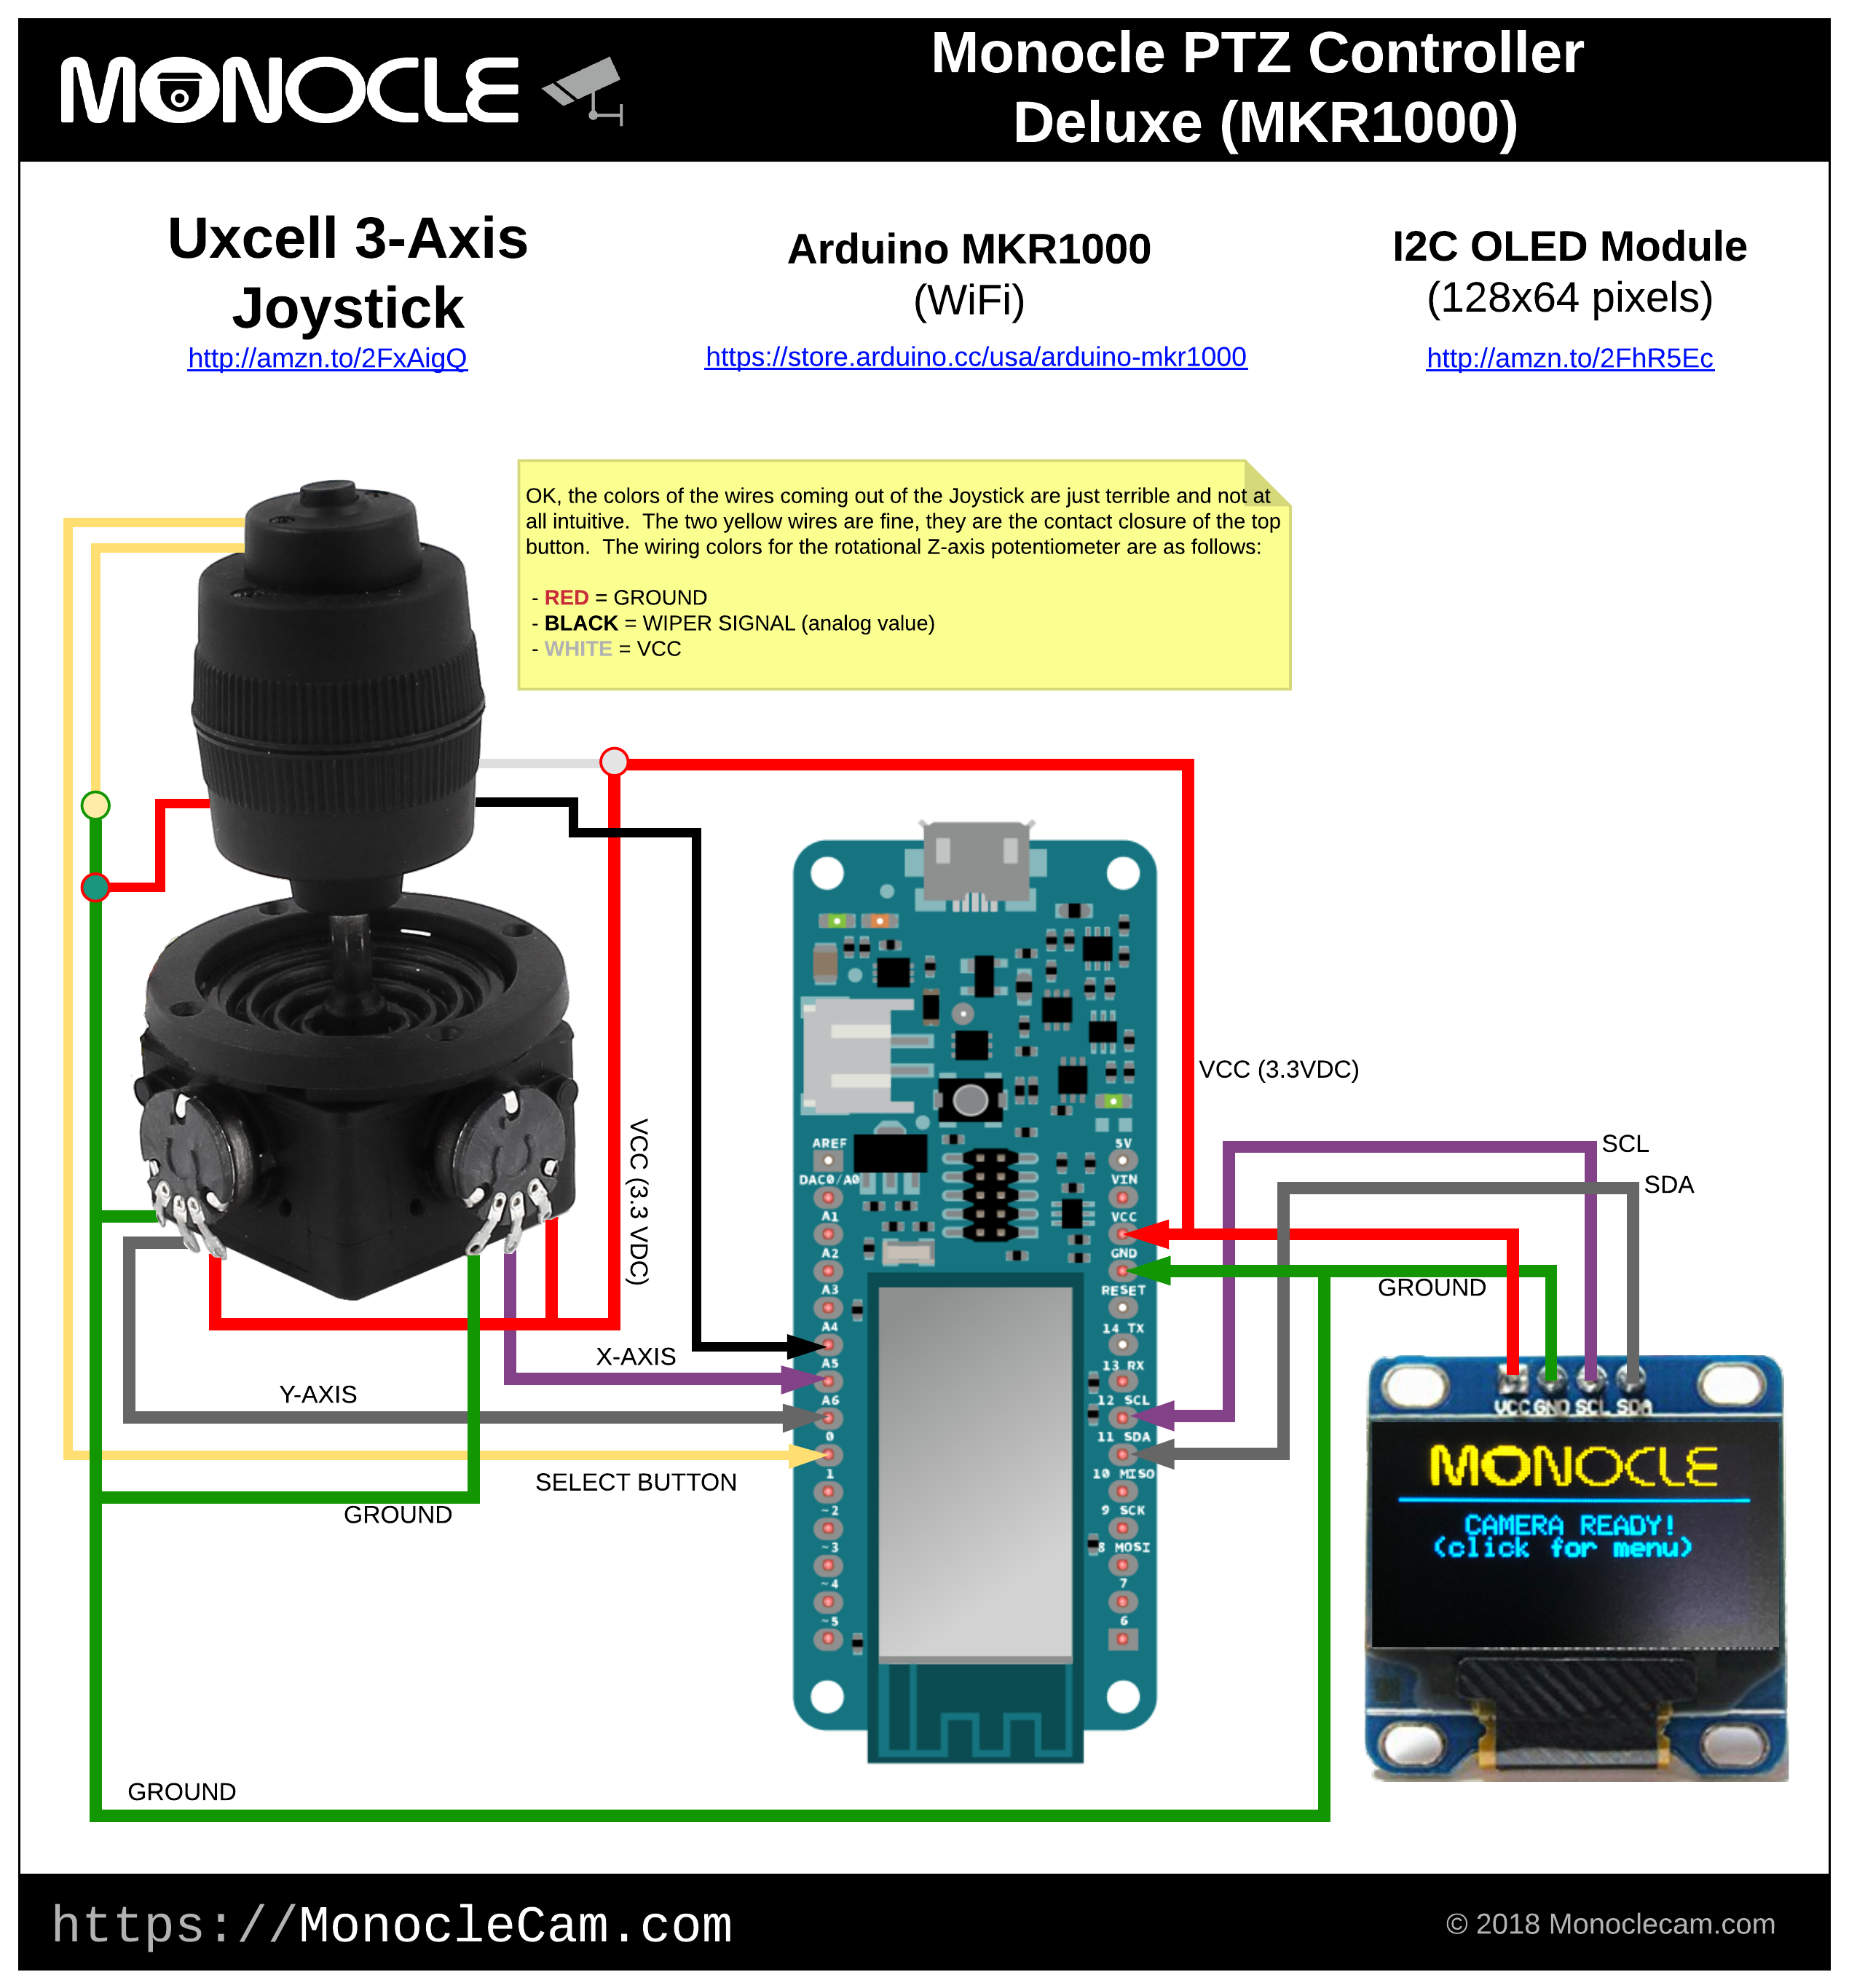 MONOCLE
Monocle PTZ Controller
Deluxe (MKR1000)
Uxcell 3-Axis
Joystick
http://amzn.to/2FxAigQ
Arduino MKR1000
(WiFi)
https://store.arduino.cc/usa/arduino-mkr1000
I2C OLED Module
(128x64 pixels)
http://amzn.to/2FhR5Ec
OK, the colors of the wires coming out of the Joystick are just terrible and not at
all intuitive. The two yellow wires are fine, they are the contact closure of the top
button. The wiring colors for the rotational Z-axis potentiometer are as follows:
- RED = GROUND
- BLACK = WIPER SIGNAL (analog value)
- WHITE = VCC
VCC (3.3VDC)
VCC (3.3 VDC)
SCL
SDA
GROUND
X-AXIS
Y-AXIS
SELECT BUTTON
GROUND
GROUND
AREF
DAC0/A0
A1
A2
A3
A4
A5
A6
0
1
~2
~3
~4
~5
5V
VIN
VCC
GND
RESET
14 TX
13 RX
12 SCL
11 SDA
10 MISO
9 SCK
8 MOSI
7
6
VCC GND SCL SDA
MONOCLE
CAMERA READY!
(click for menu)
https://MonocleCam.com
© 2018 Monoclecam.com